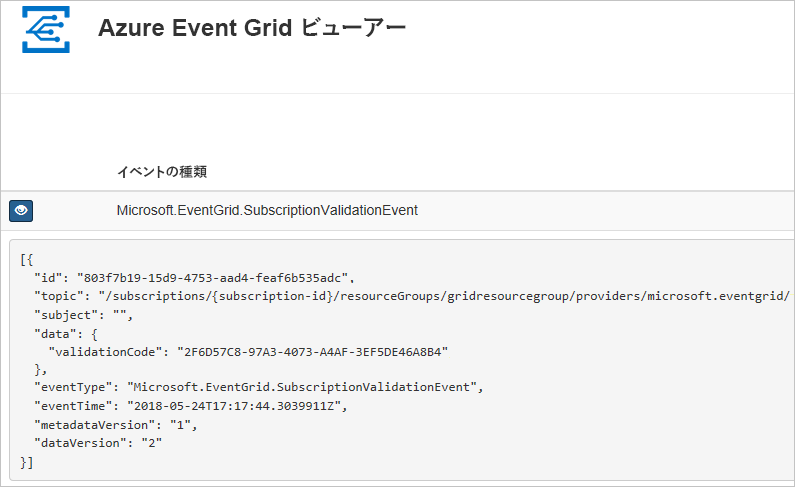 Azure Event Grid ビューアー
イベントの種類
Microsoft.EventGrid.SubscriptionValidationEvent
[{
  "id": "803f7b19-15d9-4753-aad4-feaf6b535adc",
  "topic": "/subscriptions/{subscription-id}/resourceGroups/gridresourcegroup/providers/microsoft.eventgrid/
  "subject": "",
  "data": {
    "validationCode": "2F6D57C8-97A3-4073-A4AF-3EF5DE46A8B4"
  },
  "eventType": "Microsoft.EventGrid.SubscriptionValidationEvent",
  "eventTime": "2018-05-24T17:17:44.3039911Z",
  "metadataVersion": "1",
  "dataVersion": "2"
}]